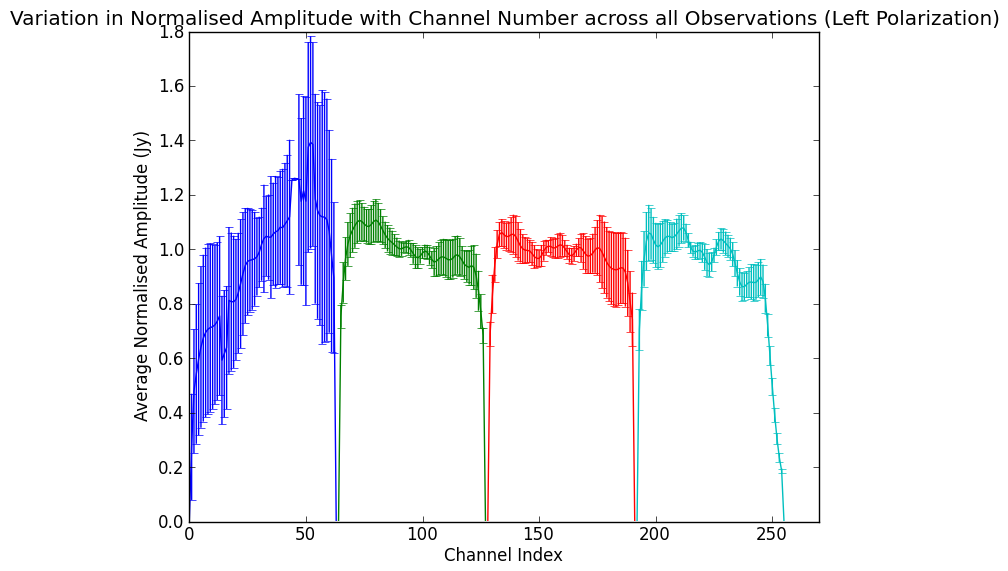 Variation in Normalised Amplitude with Channel Number across all Observations (Left Polarization)
1.8
1.6
1.4
1.2
1.0
0.8
0.6
0.4
0.2
0.0
Average Normalised Amplitude (Jy)
0 50 100 150 200 250
Channel Index